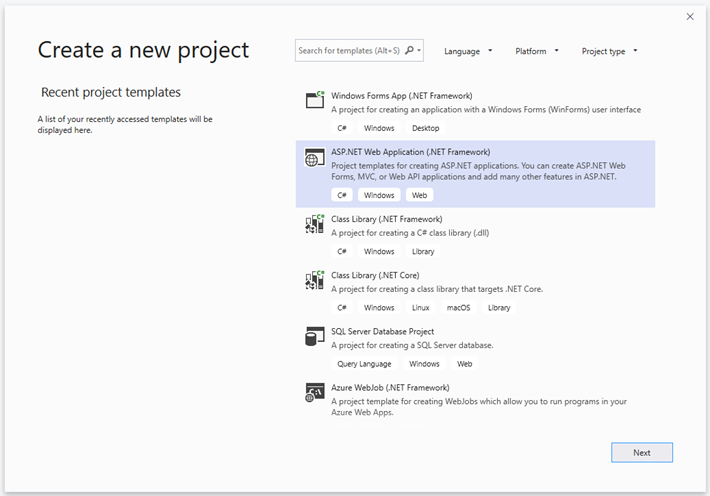 Create a new project
Search for templates (Alt+S)
Language
Platform
Project type
Recent project templates
A list of your recently accessed templates will
be displayed here.
Windows Forms App (.NET Framework)
A project for creating an application with a Windows Forms (WinForms) user interface
C# Windows Desktop
ASP.NET Web Application (.NET Framework)
Project templates for creating ASP.NET applications. You can create ASP.NET Web
Forms, MVC, or Web API applications and add many other features in ASP.NET.
C# Windows Web
Class Library (.NET Framework)
A project for creating a C# class library (.dll)
C# Windows Library
Class Library (.NET Core)
A project for creating a class library that targets .NET Core.
C# Windows Linux macOS Library
SQL Server Database Project
A project for creating a SQL Server database.
Query Language Windows Web
Azure WebJob (.NET Framework)
A project template for creating WebJobs which allow you to run programs in your
Azure Web Apps.
Next